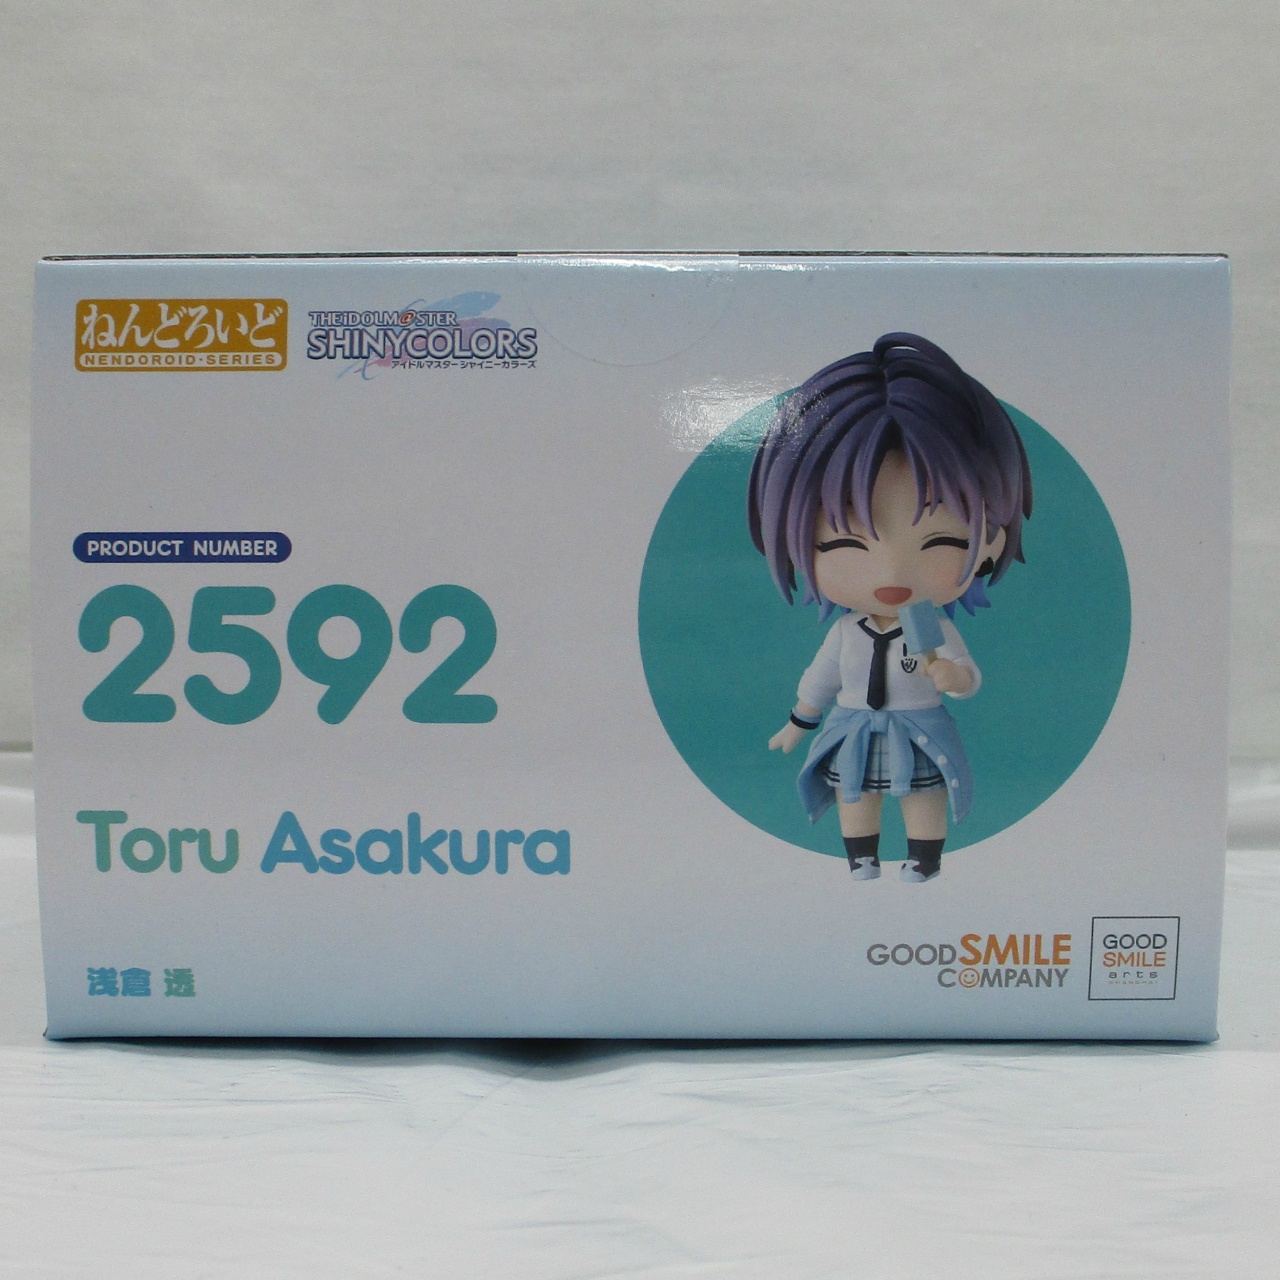 ねんどろいど
NENDOROID·SERIES
THE iDOLM@STER
SHINYCOLORS
アイドルマスター シャイニーカラーズ
PRODUCT NUMBER
2592
Toru Asakura
浅倉 透
GOOD SMILE
COMPANY
GOOD
SMILE
arts
SHANGHAI